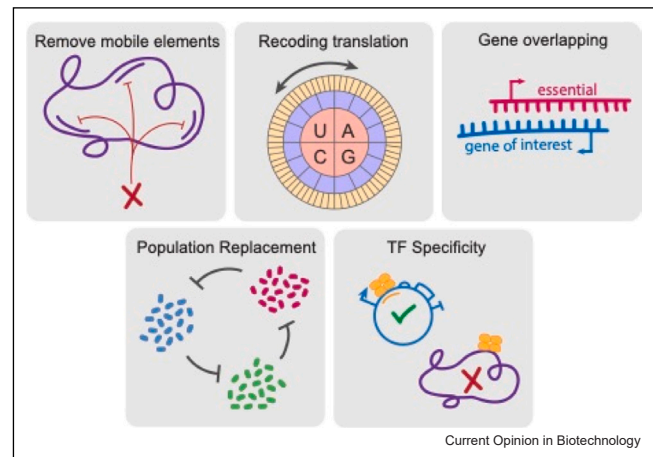 Remove mobile elements
Recoding translation
U A
C G
Gene overlapping
essential
gene of interest
Population Replacement
TF Specificity
Current Opinion in Biotechnology